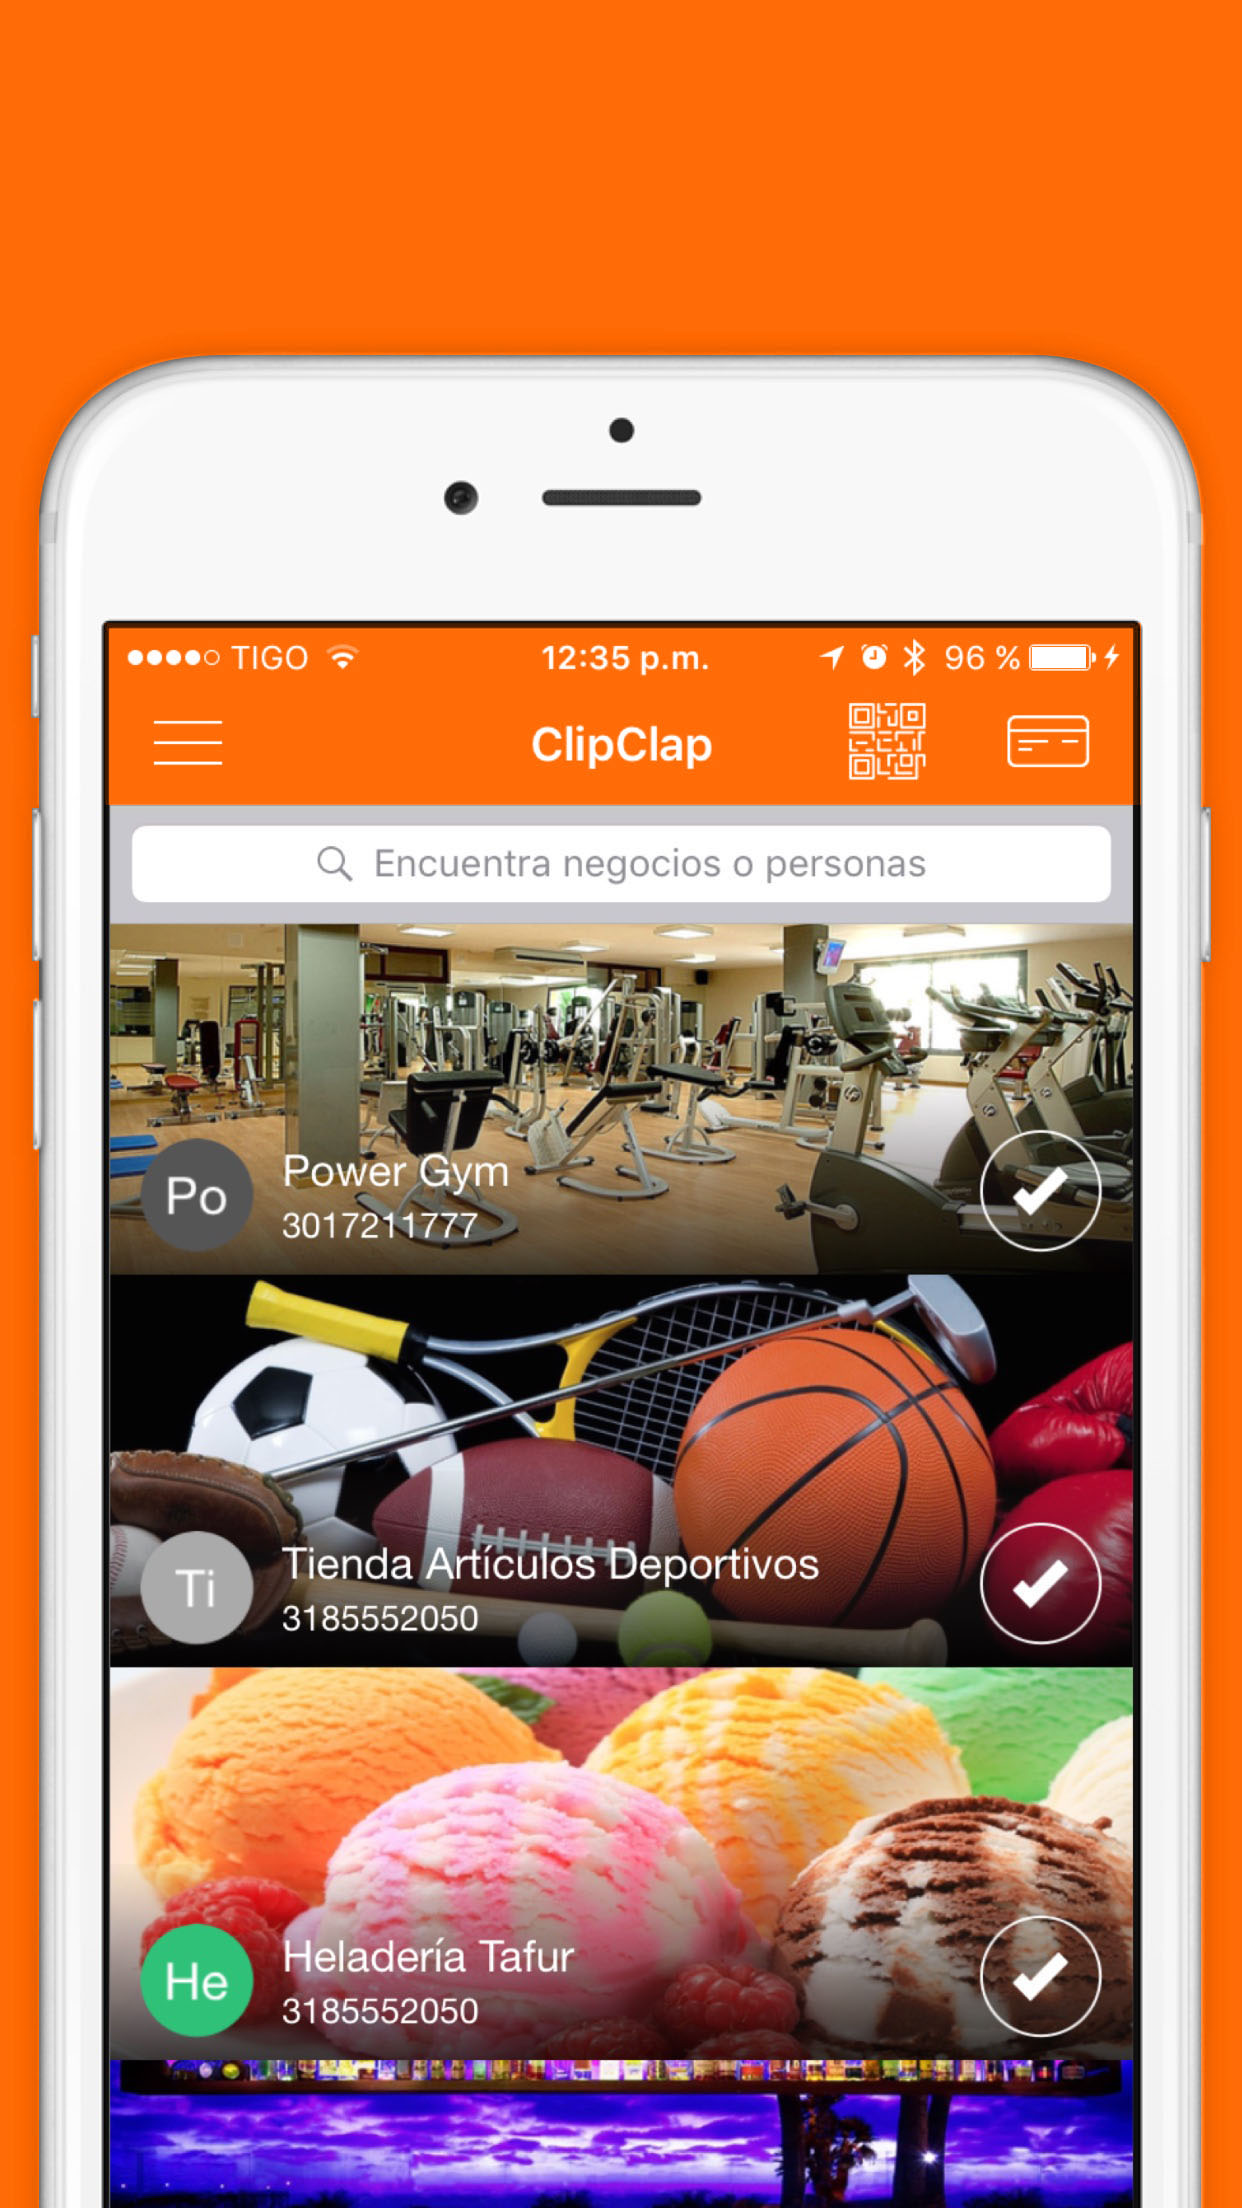 TIGO 12:35 p.m. 96 %
ClipClap
Encuentra negocios o personas
Po
Power Gym
3017211777
Ti
Tienda Artículos Deportivos
3185552050
He
Heladería Tafur
3185552050